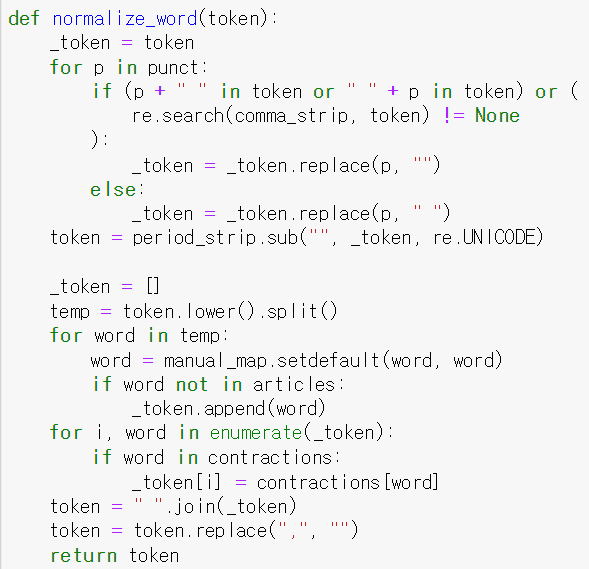 def normalize_word(token):
    _token = token
    for p in punct:
        if (p + " " in token or " " + p in token) or (
            re.search(comma_strip, token) != None
        ):
            _token = _token.replace(p, "")
        else:
            _token = _token.replace(p, " ")
    token = period_strip.sub("", _token, re.UNICODE)

    _token = []
    temp = token.lower().split()
    for word in temp:
        word = manual_map.setdefault(word, word)
        if word not in articles:
            _token.append(word)
    for i, word in enumerate(_token):
        if word in contractions:
            _token[i] = contractions[word]
    token = " ".join(_token)
    token = token.replace(",", "")
    return token